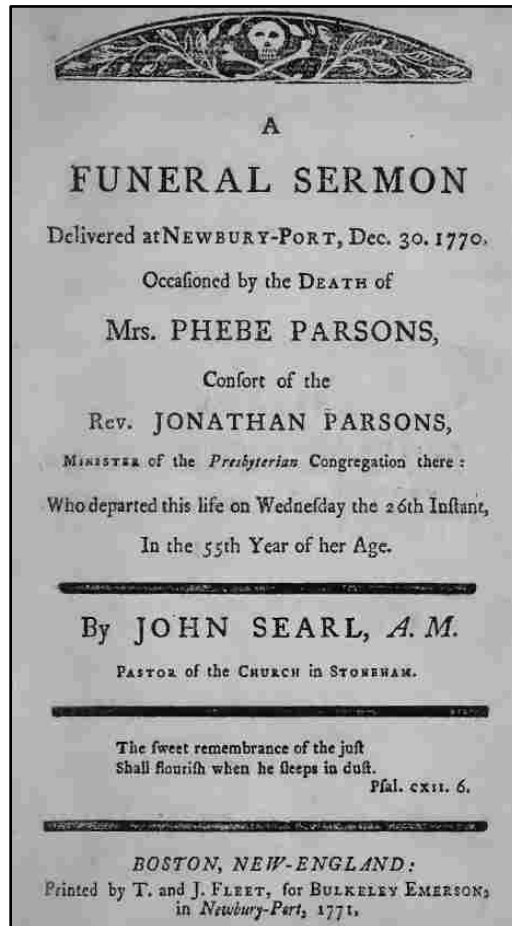 A
FUNERAL SERMON
Delivered at NEWBURY-PORT, Dec. 30. 1770,
Occaſioned by the DEATH of
Mrs. PHEBE PARSONS,
Conſort of the
Rev. JONATHAN PARSONS,
MINISTER of the Presbyterian Congregation there:
Who departed this life on Wedneſday the 26th Inſtant,
In the 55th Year of her Age.
By JOHN SEARL, A. M.
PASTOR of the CHURCH in STONEHAM.
The ſweet remembrance of the juſt
Shall flouriſh when he ſleeps in duſt.
Pſal. CXII. 6.
BOSTON, NEW-ENGLAND:
Printed by T. and J. FLEET, for BULKELEY EMERSON,
in Newbury-Port, 1771.